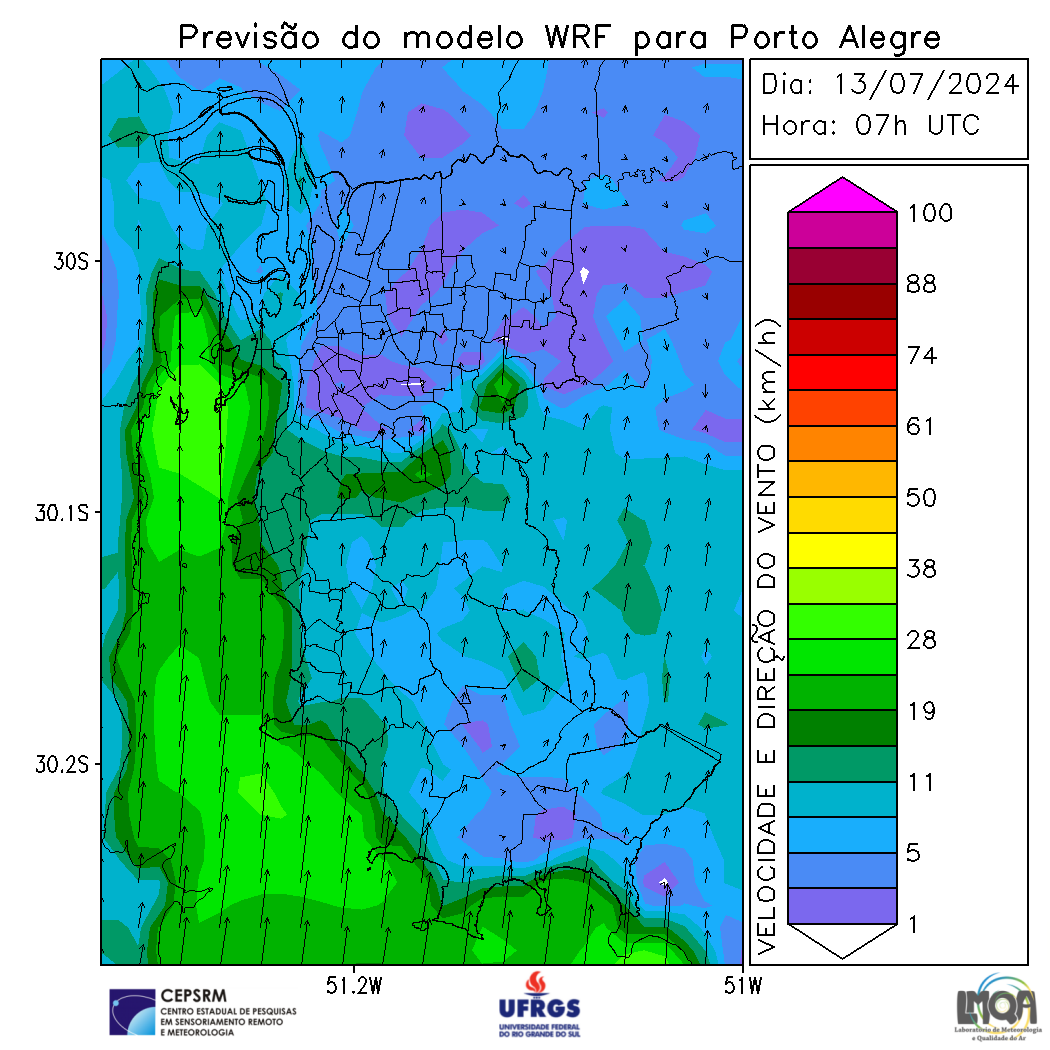 Previsão do modelo WRF para Porto Alegre
Dia: 13/07/2024
Hora: 07h UTC
30S
30.1S
30.2S
51.2W
51W
VELOCIDADE E DIREÇÃO DO VENTO (km/h)
100
88
74
61
50
38
28
19
11
5
1
CEPSRM
CENTRO ESTADUAL DE PESQUISAS
EM SENSORIAMENTO REMOTO
E METEOROLOGIA
UFRGS
UNIVERSIDADE FEDERAL
DO RIO GRANDE DO SUL
LMQA
Laboratório de Meteorologia
e Qualidade do Ar